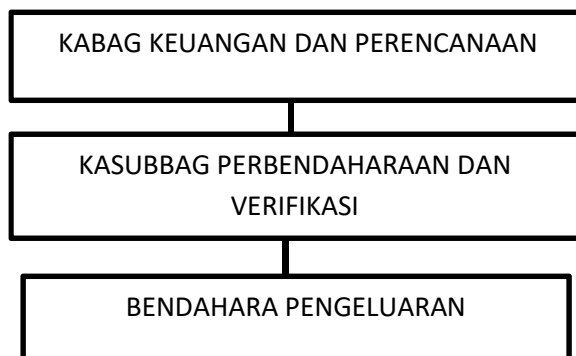 KABAG KEUANGAN DAN PERENCANAAN
KASUBBAG PERBENDAHARAAN DAN
VERIFIKASI
BENDAHARA PENGELUARAN